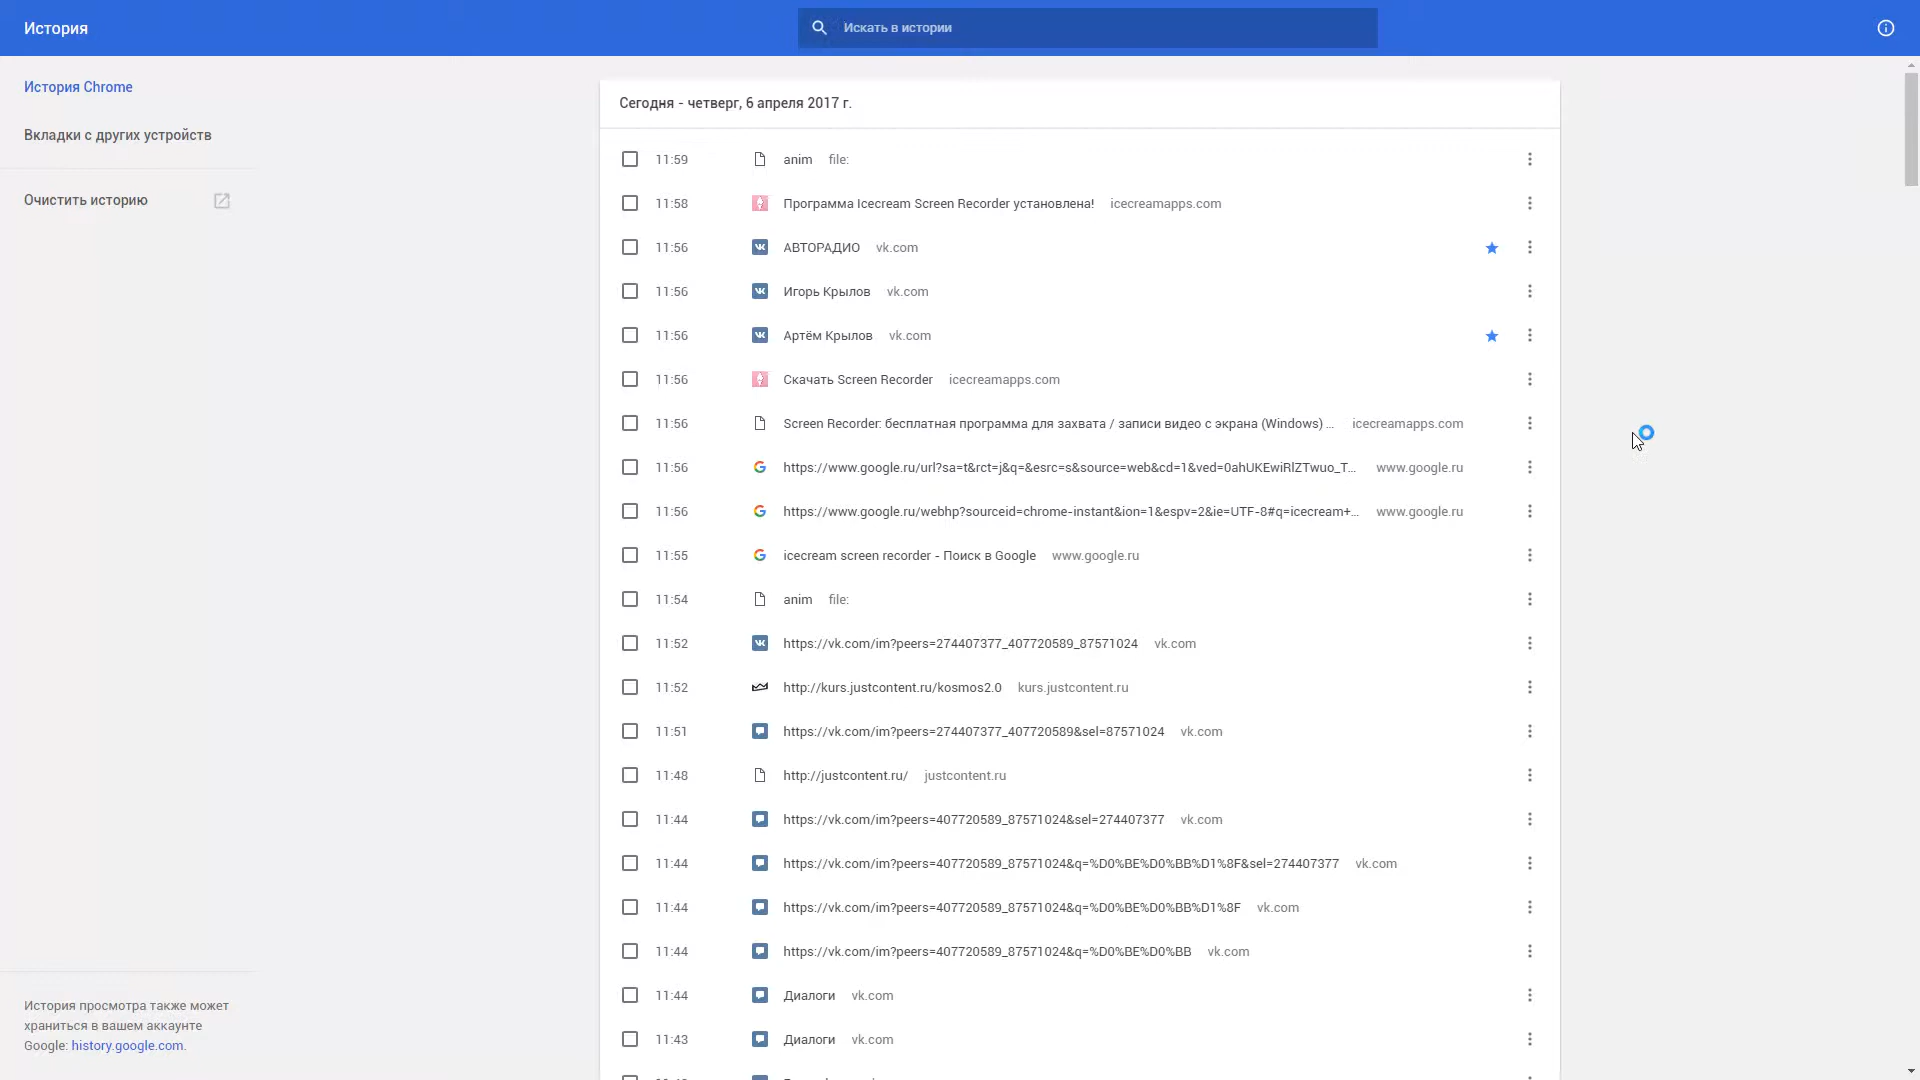 История
Искать в истории
История Chrome
Вкладки с других устройств
Очистить историю
Сегодня - четверг, 6 апреля 2017 г.
11:59 anim file:
11:58 Программа Icecream Screen Recorder установлена! icecreamapps.com
11:56 АВТОРАДИО vk.com
11:56 Игорь Крылов vk.com
11:56 Артём Крылов vk.com
11:56 Скачать Screen Recorder icecreamapps.com
11:56 Screen Recorder: бесплатная программа для захвата / записи видео с экрана (Windows) ... icecreamapps.com
11:56 https://www.google.ru/url?sa=t&rct=j&q=&esrc=s&source=web&cd=1&ved=0ahUKEwiRlZTwuo_T... www.google.ru
11:56 https://www.google.ru/webhp?sourceid=chrome-instant&ion=1&espv=2&ie=UTF-8#q=icecream+... www.google.ru
11:55 icecream screen recorder - Поиск в Google www.google.ru
11:54 anim file:
11:52 https://vk.com/im?peers=274407377_407720589_87571024 vk.com
11:52 http://kurs.justcontent.ru/kosmos2.0 kurs.justcontent.ru
11:51 https://vk.com/im?peers=274407377_407720589&sel=87571024 vk.com
11:48 http://justcontent.ru/ justcontent.ru
11:44 https://vk.com/im?peers=407720589_87571024&sel=274407377 vk.com
11:44 https://vk.com/im?peers=407720589_87571024&q=%D0%BE%D0%BB%D1%8F&sel=274407377 vk.com
11:44 https://vk.com/im?peers=407720589_87571024&q=%D0%BE%D0%BB%D1%8F vk.com
11:44 https://vk.com/im?peers=407720589_87571024&q=%D0%BE%D0%BB vk.com
11:44 Диалоги vk.com
11:43 Диалоги vk.com
История просмотра также может
храниться в вашем аккаунте
Google: history.google.com.